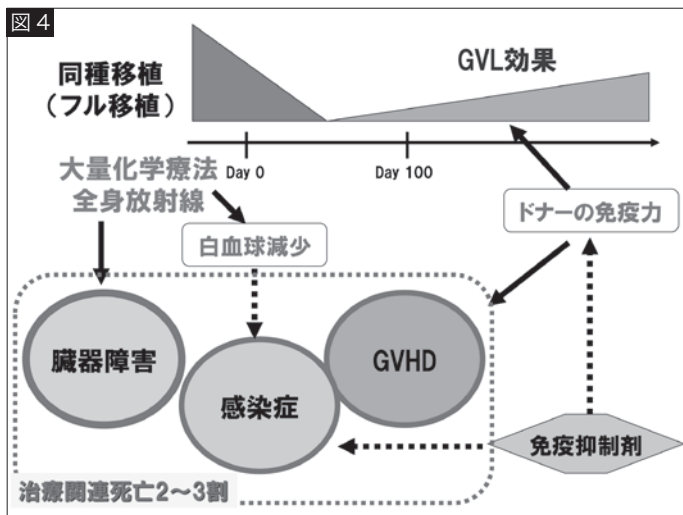 図4
同種移植
(フル移植)
GVL効果
Day 0
Day 100
大量化学療法
全身放射線
白血球減少
ドナーの免疫力
臓器障害
感染症
GVHD
免疫抑制剤
治療関連死亡2～3割